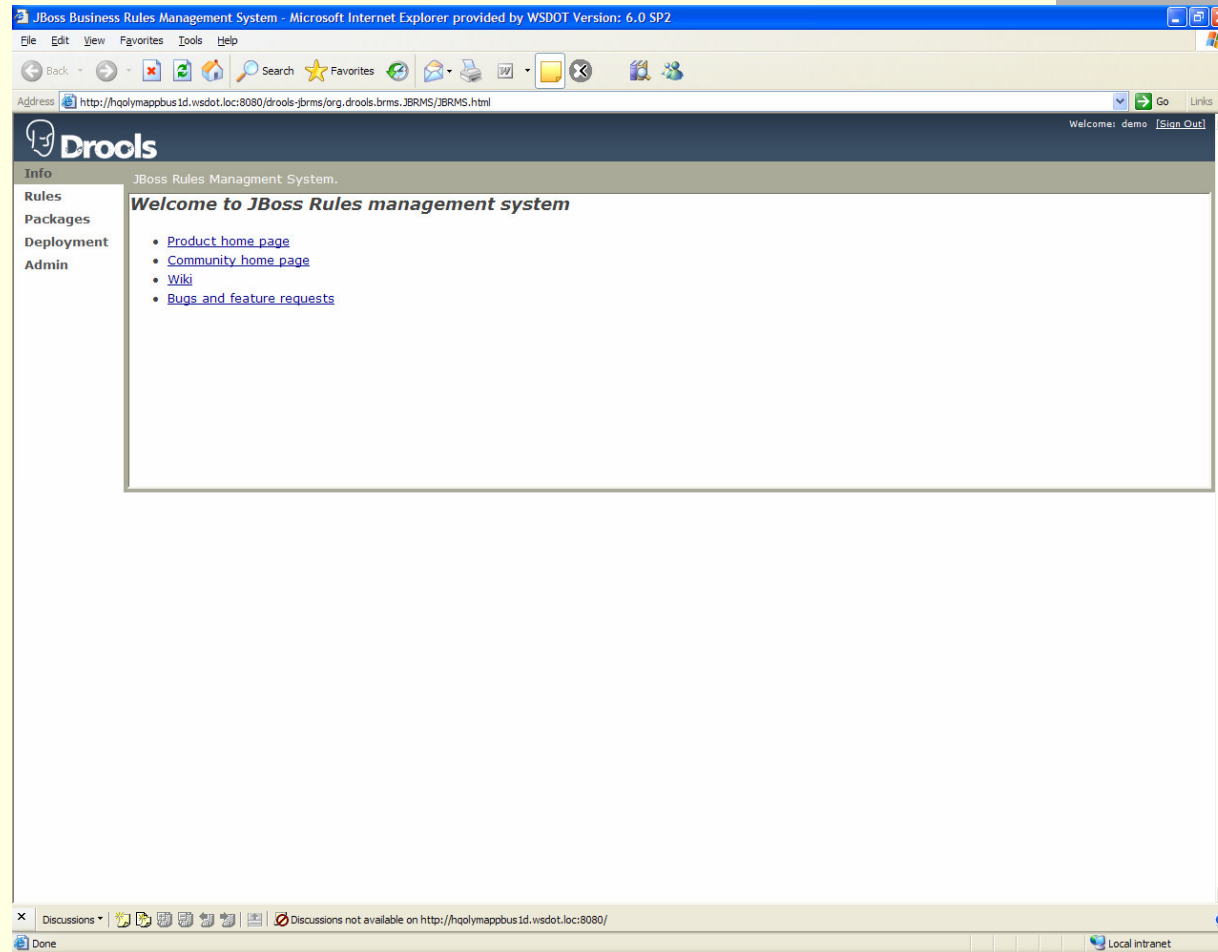 JBoss Business Rules Management System - Microsoft Internet Explorer provided by WSDOT Version: 6.0 SP2
File Edit View Favorites Tools Help
Back Search Favorites
Address http://hqolymappbus1d.wsdot.loc:8080/drools-jbrms/org.drools.brms.JBRMS/JBRMS.html Go Links
Welcome: demo [Sign Out]
Drools
Info
JBoss Rules Managment System.
Rules
Packages
Deployment
Admin
Welcome to JBoss Rules management system
• Product home page
• Community home page
• Wiki
• Bugs and feature requests
Discussions Discussions not available on http://hqolymappbus1d.wsdot.loc:8080/
Done Local intranet